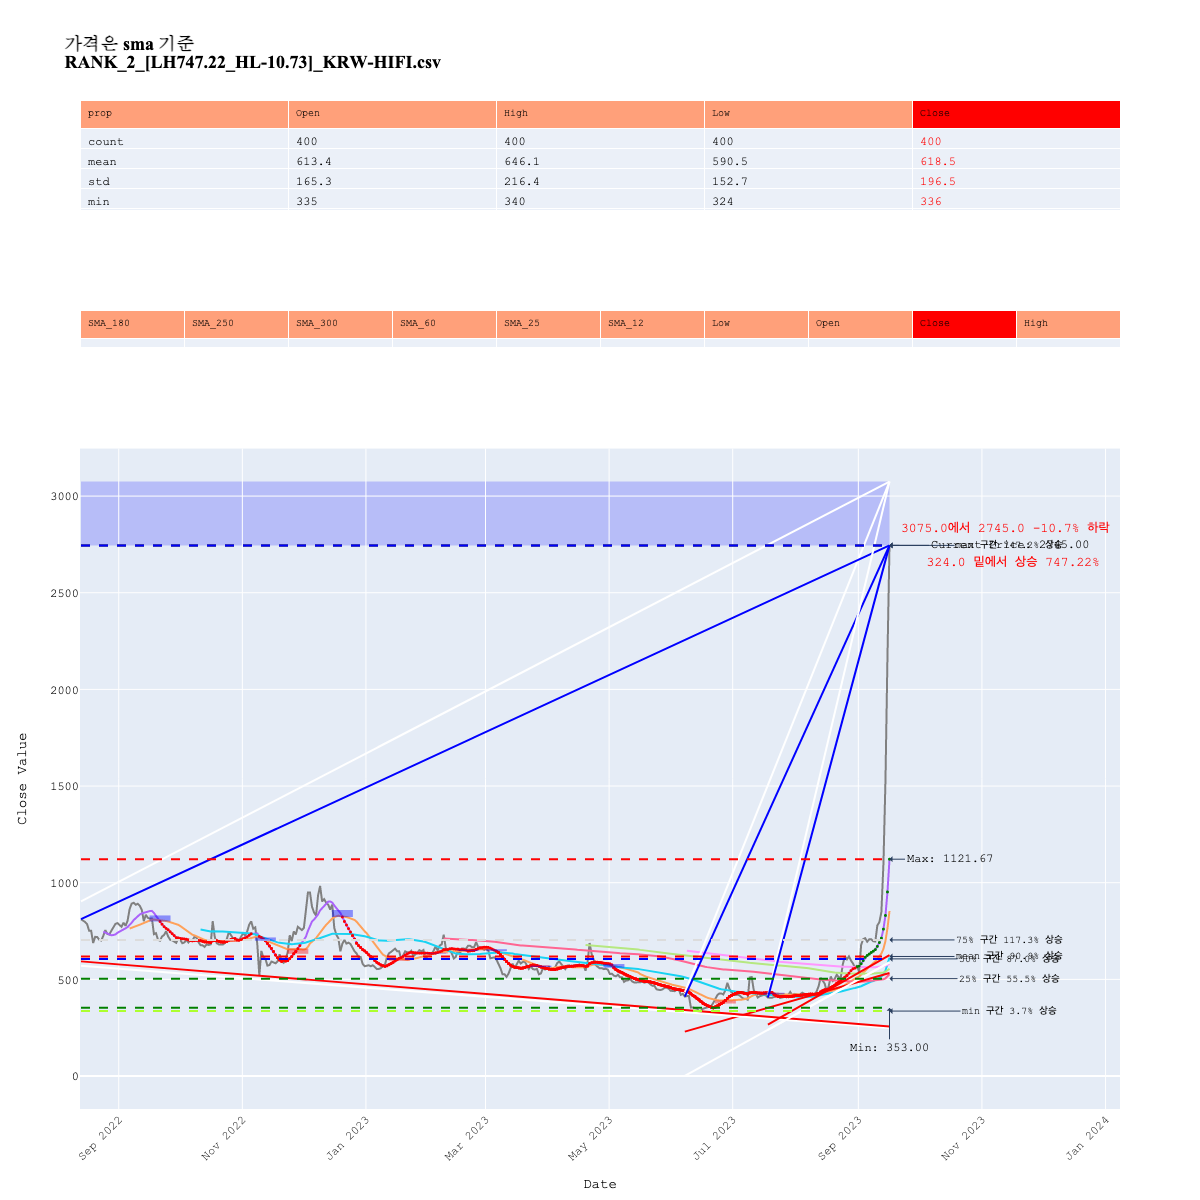 가격은 sma 기준
RANK_2_[LH747.22_HL-10.73]_KRW-HIFI.csv
prop Open High Low Close
count 400 400 400 400
mean 613.4 646.1 590.5 618.5
std 165.3 216.4 152.7 196.5
min 335 340 324 336
SMA_180 SMA_250 SMA_300 SMA_60 SMA_25 SMA_12 Low Open Close High
3000
2500
2000
1500
1000
500
0
Close Value
3075.0에서 2745.0 -10.7% 하락
324.0 밑에서 상승 747.22%
Max: 1121.67
75% 구간 117.3% 상승
25% 구간 55.5% 상승
min 구간 3.7% 상승
Min: 353.00
Sep 2022 Nov 2022 Jan 2023 Mar 2023 May 2023 Jul 2023 Sep 2023 Nov 2023 Jan 2024
Date